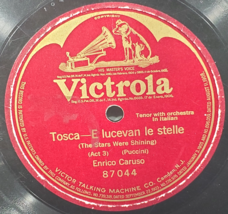 "HIS MASTER'S VOICE"
Victrola
Tenor with orchestra
In Italian
Tosca—E lucevan le stelle
(The Stars Were Shining)
(Act 3) (Puccini)
Enrico Caruso
87044
VICTOR TALKING MACHINE CO. Camden, N.J.